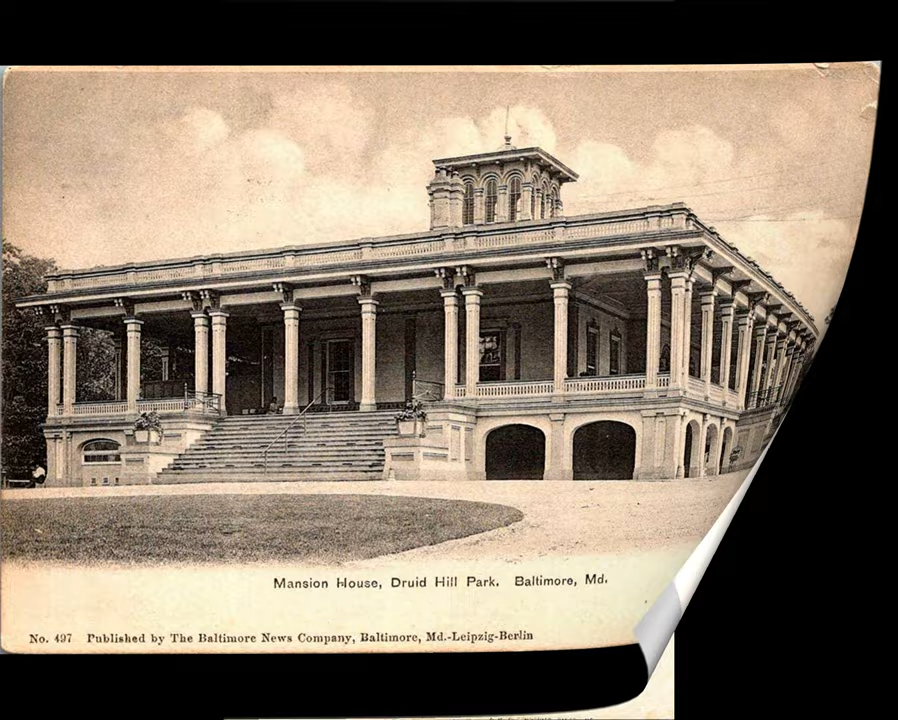 Mansion House, Druid Hill Park. Baltimore, Md.
No. 497 Published by The Baltimore News Company, Baltimore, Md.-Leipzig-Berlin